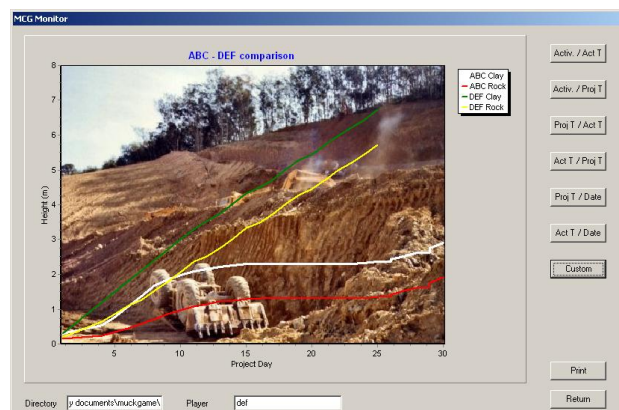 MCG Monitor
ABC - DEF comparison
ABC Clay
ABC Rock
DEF Clay
DEF Rock
Height (m.)
8
7
6
5
4
3
2
1
0
5
10
15
20
25
30
Project Day
Activ. / Act T
Activ. / Proj T
Proj T / Act T
Act T / Proj T
Proj T / Date
Act T / Date
Custom
Print
Return
Directory
y documents\muckgame\
Player
def